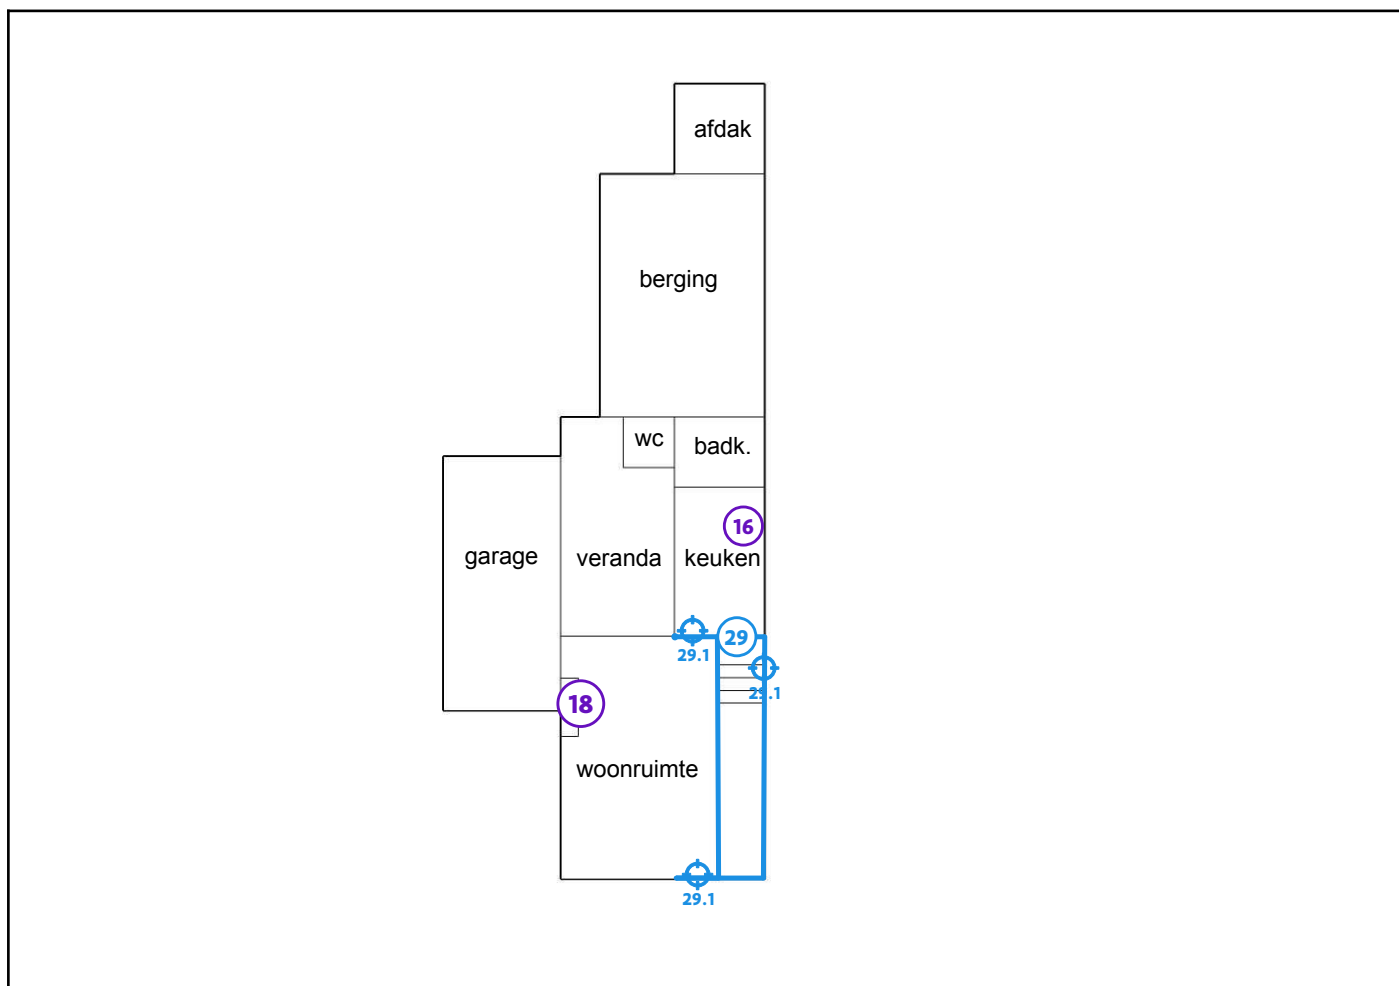 afdak
berging
wc
badk.
16
garage
veranda
keuken
29
29.1
29.1
18
woonruimte
29.1